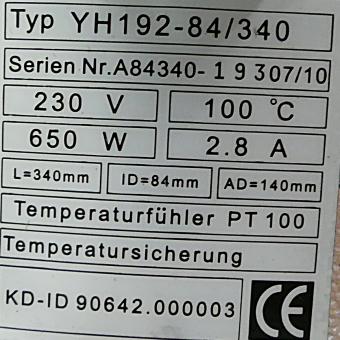 Typ YH192-84/340
Serien Nr.A84340- 1 9 307/10
230 V 100 °C
650 W 2.8 A
L=340mm ID=84mm AD=140mm
Temperaturfühler PT 100
Temperatursicherung
KD-ID 90642.000003 CE